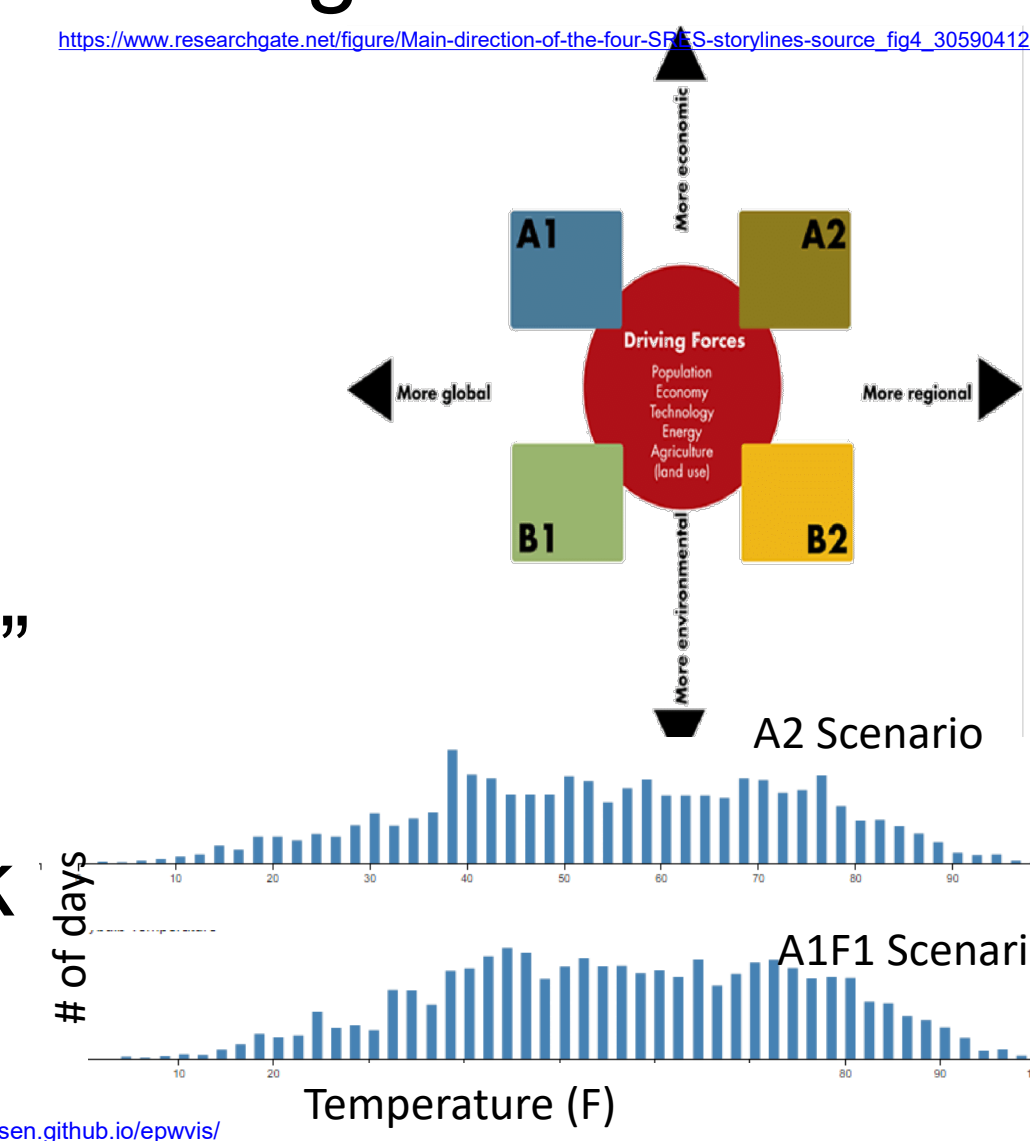 https://www.researchgate.net/figure/Main-direction-of-the-four-SRES-storylines-source_fig4_30590412
More economic
A1
A2
Driving Forces
Population
Economy
Technology
Energy
Agriculture
(land use)
More global
More regional
B1
B2
More environmental
”
A2 Scenario
10 20 30 40 50 60 70 80 90
# of days
A1F1 Scenari
10 20 80 90
Temperature (F)
sen.github.io/epwvis/